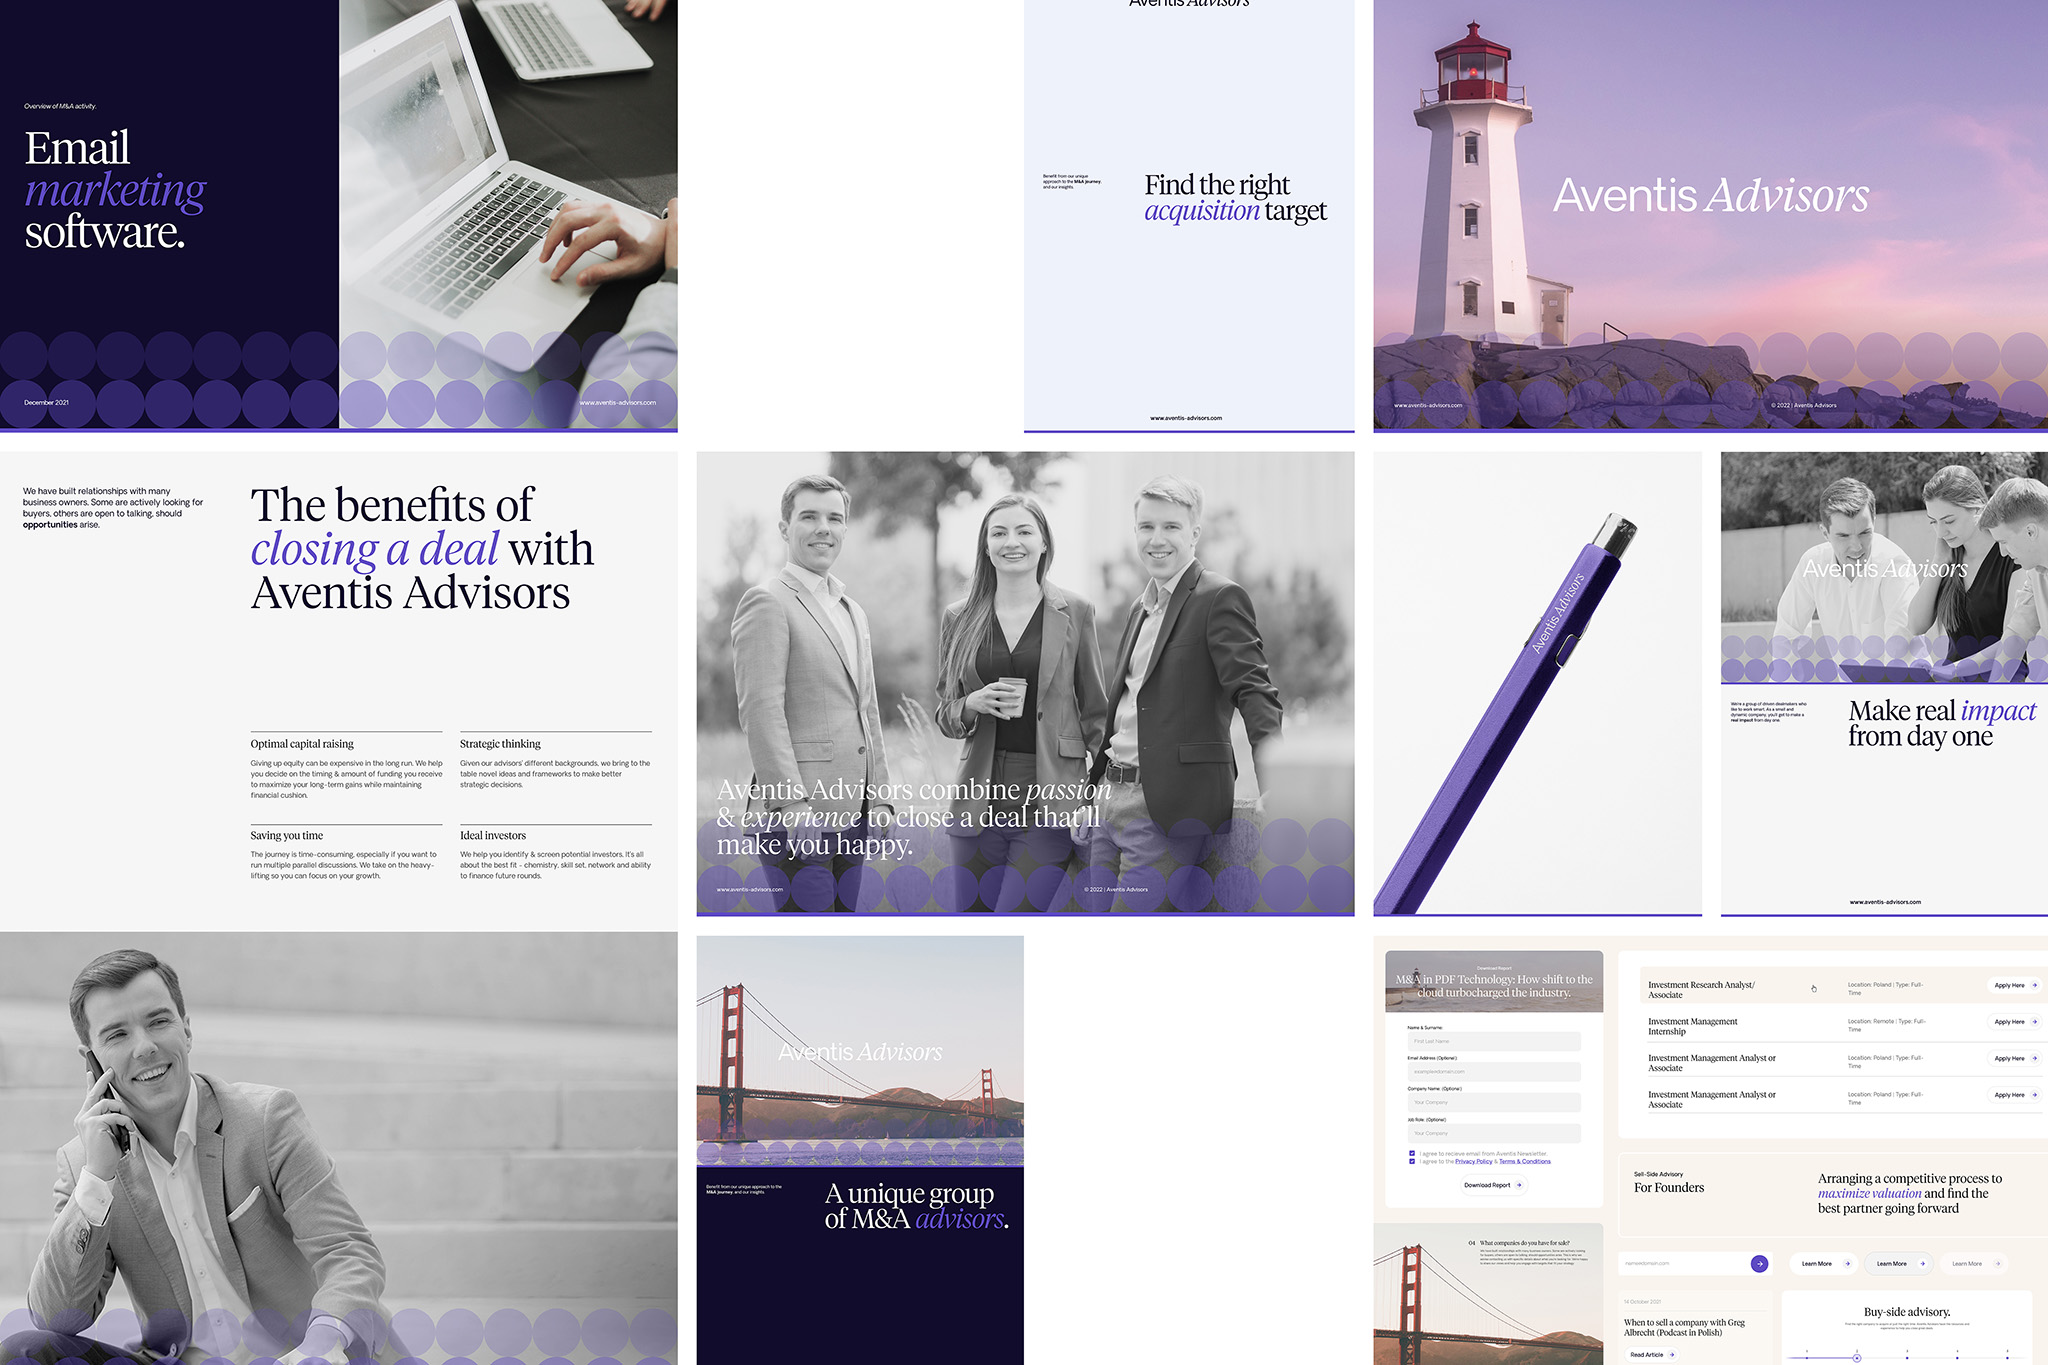 Overview of M&A activity.
Email
marketing
software.
December 2021
www.aventis-advisors.com
Aventis Advisors
Benefit from our unique
approach to the M&A journey,
and our insights.
Find the right
acquisition target
www.aventis-advisors.com
Aventis Advisors
www.aventis-advisors.com
© 2022 | Aventis Advisors
We have built relationships with many
business owners. Some are actively looking for
buyers, others are open to talking, should
opportunities arise.
The benefits of
closing a deal with
Aventis Advisors
Optimal capital raising
Giving up equity can be expensive in the long run. We help
you decide on the timing & amount of funding you receive
to maximize your long-term gains while maintaining
financial cushion.
Strategic thinking
Given our advisors' different backgrounds, we bring to the
table novel ideas and frameworks to make better
strategic decisions.
Saving you time
The journey is time-consuming, especially if you want to
run multiple parallel discussions. We take on the heavy-
lifting so you can focus on your growth.
Ideal investors
We help you identify & screen potential investors. It's all
about the best fit - chemistry, skill set, network and ability
to finance future rounds.
Aventis Advisors combine passion
& experience to close a deal that'll
make you happy.
www.aventis-advisors.com
© 2022 | Aventis Advisors
Aventis Advisors
Aventis Advisors
We're a group of driven dealmakers who
like to work smart. As a small and
dynamic company, you'll get to make a
real impact from day one.
Make real impact
from day one
www.aventis-advisors.com
Aventis Advisors
Benefit from our unique approach to the
M&A journey, and our insights.
A unique group
of M&A advisors.
Download Report
M&A in PDF Technology: How shift to the
cloud turbocharged the industry.
Name & Surname:
First Last Name
Email Address (Optional):
example@domain.com
Company Name: (Optional):
Your Company
Job Role: (Optional):
Your Company
I agree to recieve email from Aventis Newsletter.
I agree to the Privacy Policy & Terms & Conditions.
Download Report
04 What companies do you have for sale?
Investment Research Analyst/
Associate
Location: Poland | Type: Full-
Time
Apply Here
Investment Management
Internship
Location: Remote | Type: Full-
Time
Apply Here
Investment Management Analyst or
Associate
Location: Poland | Type: Full-
Time
Apply Here
Investment Management Analyst or
Associate
Location: Poland | Type: Full-
Time
Apply Here
Sell-Side Advisory
For Founders
Arranging a competitive process to
maximize valuation and find the
best partner going forward
name@domain.com
Learn More
Learn More
Learn More
14 October 2021
When to sell a company with Greg
Albrecht (Podcast in Polish)
Read Article
Buy-side advisory.